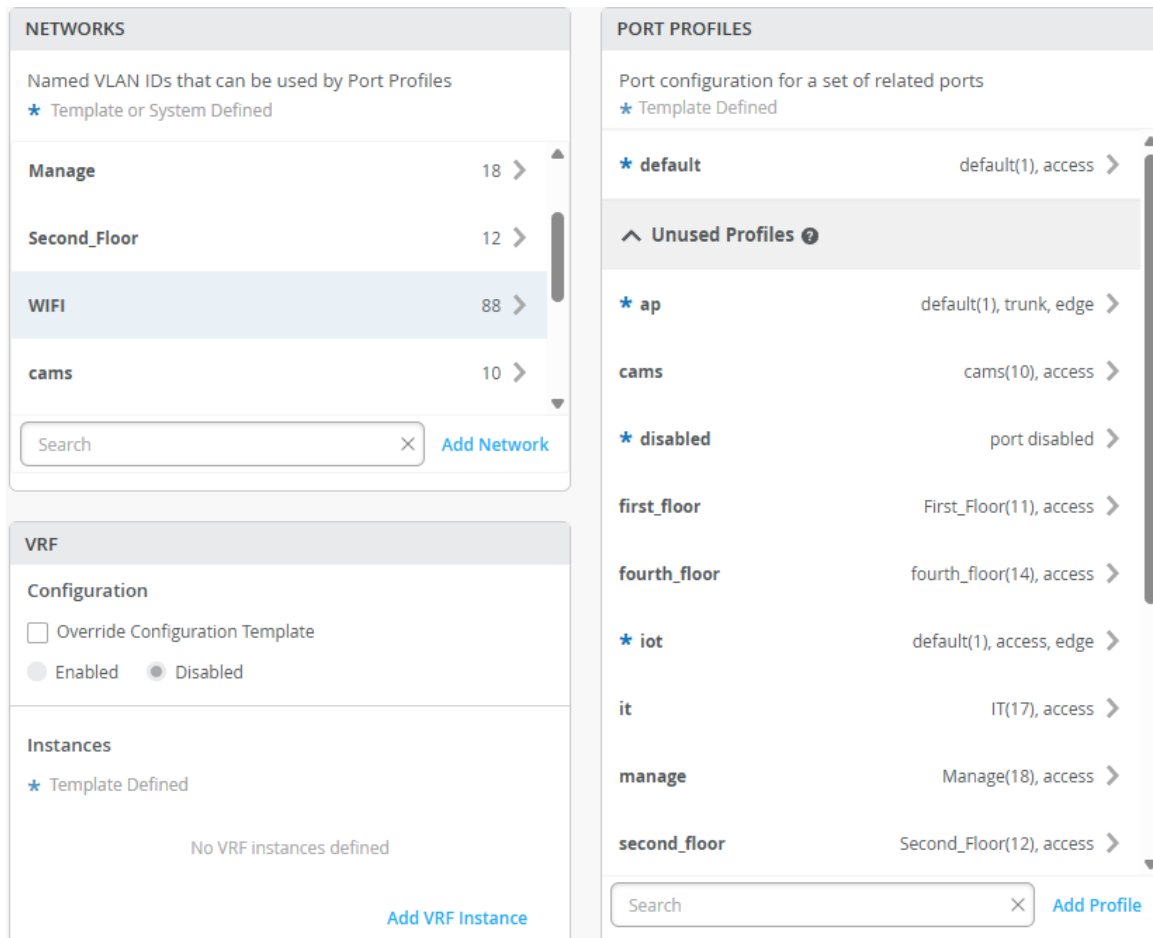 NETWORKS
Named VLAN IDs that can be used by Port Profiles
* Template or System Defined
Manage 18
Second_Floor 12
WIFI 88
cams 10
Search Add Network
VRF
Configuration
Override Configuration Template
Enabled Disabled
Instances
* Template Defined
No VRF instances defined
Add VRF Instance
PORT PROFILES
Port configuration for a set of related ports
* Template Defined
* default default(1), access
Unused Profiles ?
* ap default(1), trunk, edge
cams cams(10), access
* disabled port disabled
first_floor First_Floor(11), access
fourth_floor fourth_floor(14), access
* iot default(1), access, edge
it IT(17), access
manage Manage(18), access
second_floor Second_Floor(12), access
Search Add Profile